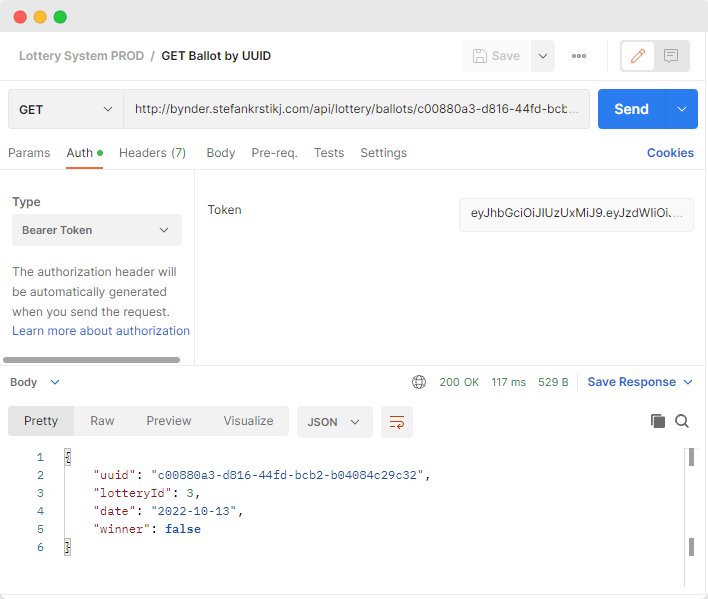 Lottery System PROD / GET Ballot by UUID
Save
GET
http://bynder.stefankrstikj.com/api/lottery/ballots/c00880a3-d816-44fd-bcb...
Send
Params Auth Headers (7) Body Pre-req. Tests Settings Cookies
Type
Bearer Token
The authorization header will
be automatically generated
when you send the request.
Learn more about authorization
Token
eyJhbGciOiJIUzUxMiJ9.eyJzdWIiOi...
Body
200 OK 117 ms 529 B Save Response
Pretty Raw Preview Visualize JSON
1 {
2 "uuid": "c00880a3-d816-44fd-bcb2-b04084c29c32",
3 "lotteryId": 3,
4 "date": "2022-10-13",
5 "winner": false
6 }